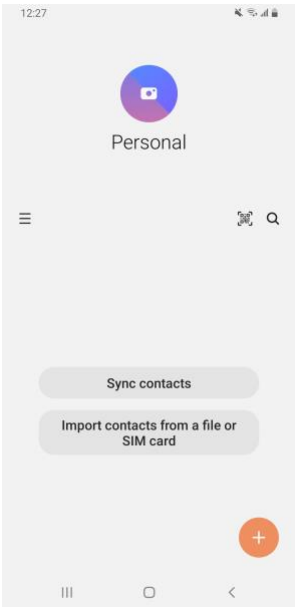 12:27
Personal
Sync contacts
Import contacts from a file or
SIM card